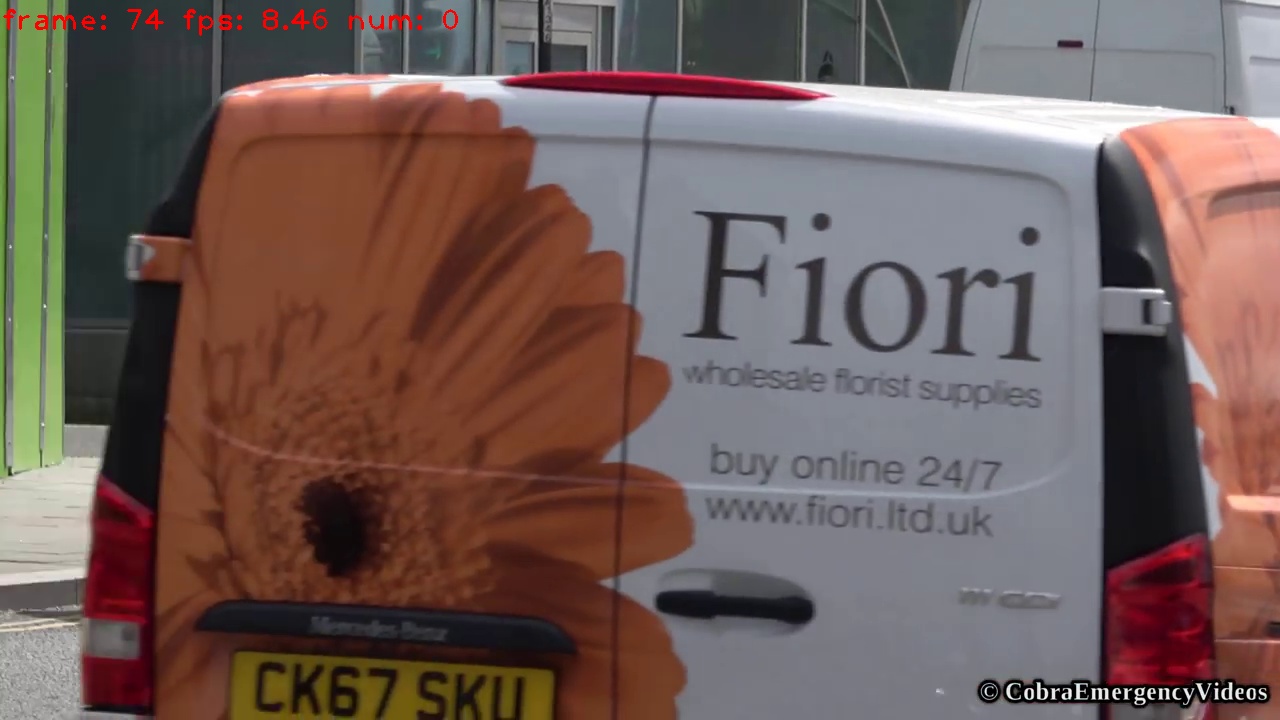 frame: 74 fps: 8.46 num: 0
Fiori
wholesale florist supplies
buy online 24/7
www.fiori.ltd.uk
Mercedes-Benz
CK67 SKU
© CobraEmergencyVideos